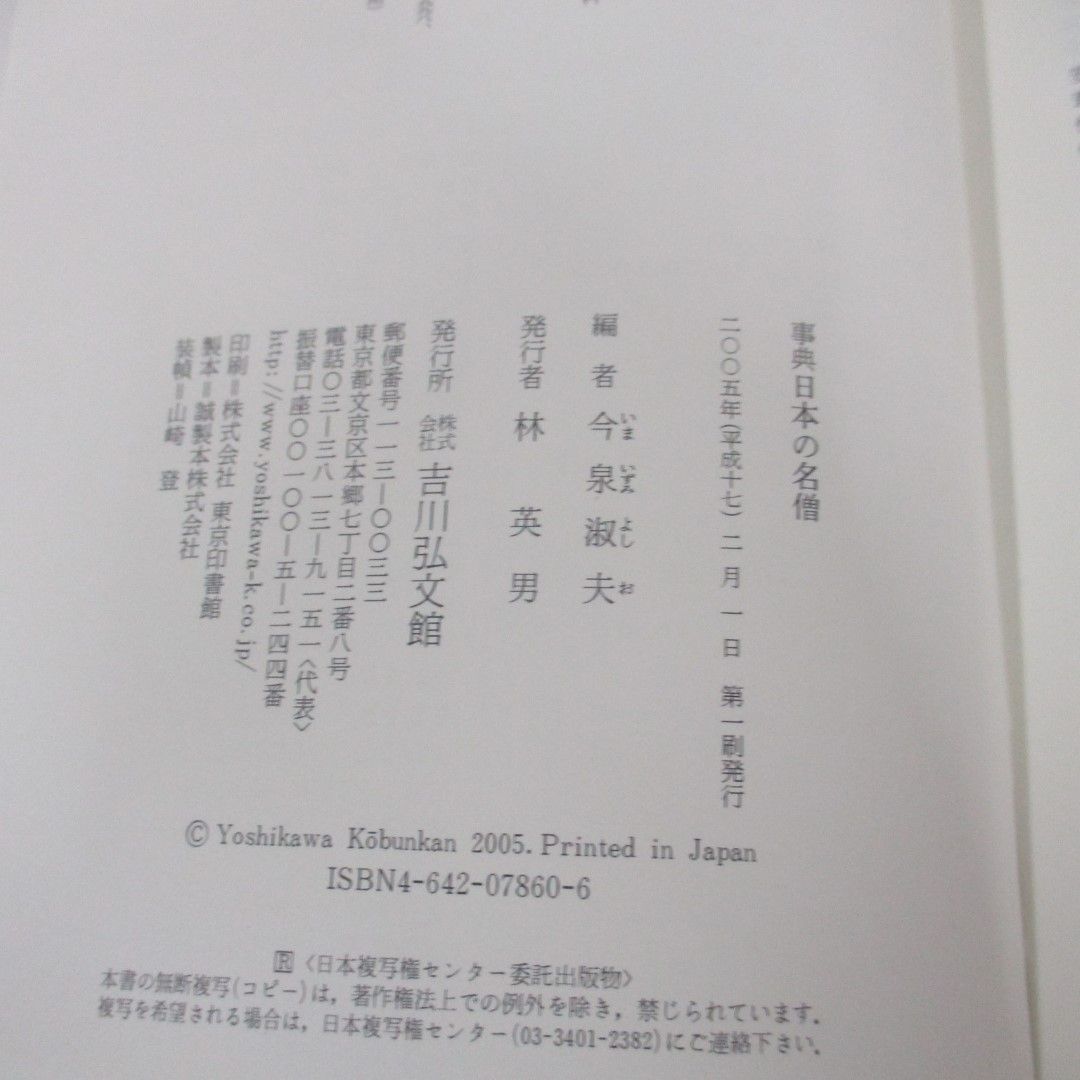 事典日本の名僧
二〇〇五年(平成十七)二月一日 第一刷発行
編者 今泉淑夫
いま いずみ よし お
発行者 林英男
発行所 株式会社 吉川弘文館
郵便番号一一三―〇〇三三
東京都文京区本郷七丁目二番八号
電話〇三―三八一三―九一五一〈代表〉
振替口座〇〇一〇〇―五―二四四番
http://www.yoshikawa-k.co.jp/
印刷=株式会社 東京印書館
製本=誠製本株式会社
装幀=山崎 登
© Yoshikawa Kōbunkan 2005. Printed in Japan
ISBN4-642-07860-6
R〈日本複写権センター委託出版物〉
本書の無断複写(コピー)は，著作権法上での例外を除き，禁じられています．
複写を希望される場合は，日本複写権センター(03-3401-2382)にご連絡下さい．